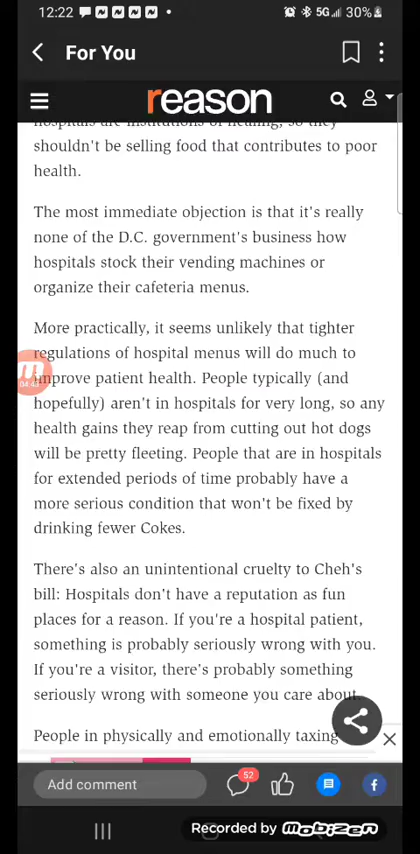 12:22 5G 30%
For You
reason
hospitals are institutions of healing, so they
shouldn't be selling food that contributes to poor
health.
The most immediate objection is that it's really
none of the D.C. government's business how
hospitals stock their vending machines or
organize their cafeteria menus.
More practically, it seems unlikely that tighter
regulations of hospital menus will do much to
improve patient health. People typically (and
hopefully) aren't in hospitals for very long, so any
health gains they reap from cutting out hot dogs
will be pretty fleeting. People that are in hospitals
for extended periods of time probably have a
more serious condition that won't be fixed by
drinking fewer Cokes.
There's also an unintentional cruelty to Cheh's
bill: Hospitals don't have a reputation as fun
places for a reason. If you're a hospital patient,
something is probably seriously wrong with you.
If you're a visitor, there's probably something
seriously wrong with someone you care about.
People in physically and emotionally taxing
Add comment 52
Recorded by mobizen